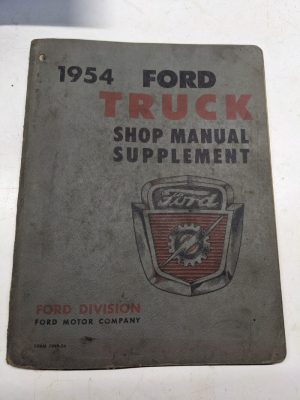 1954 FORD
TRUCK
SHOP MANUAL
SUPPLEMENT
Ford
FORD DIVISION
FORD MOTOR COMPANY